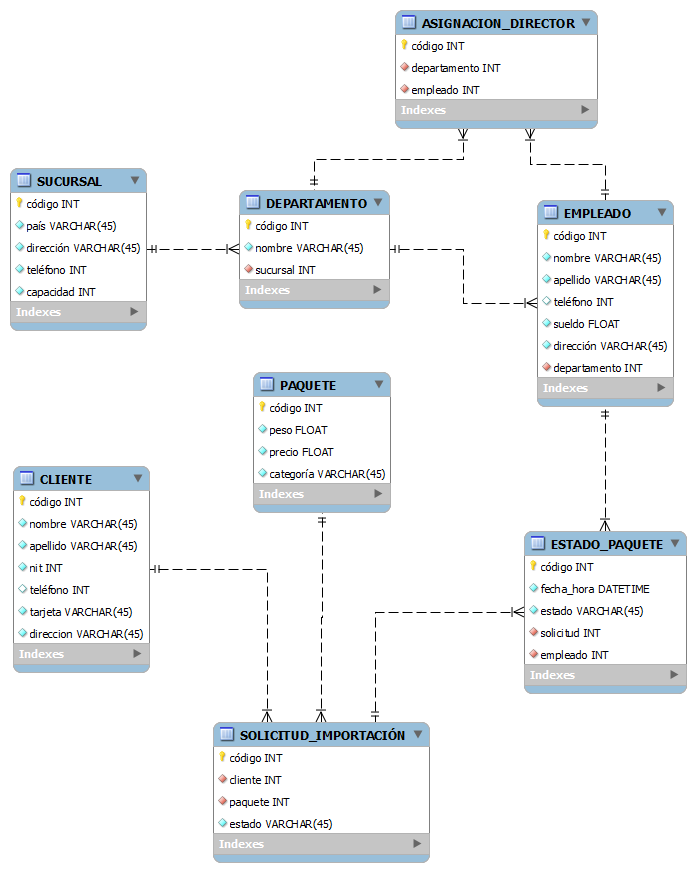 ASIGNACION_DIRECTOR
código INT
departamento INT
empleado INT
Indexes
SUCURSAL
código INT
país VARCHAR(45)
dirección VARCHAR(45)
teléfono INT
capacidad INT
Indexes
DEPARTAMENTO
código INT
nombre VARCHAR(45)
sucursal INT
Indexes
EMPLEADO
código INT
nombre VARCHAR(45)
apellido VARCHAR(45)
teléfono INT
sueldo FLOAT
dirección VARCHAR(45)
departamento INT
Indexes
PAQUETE
código INT
peso FLOAT
precio FLOAT
categoría VARCHAR(45)
Indexes
CLIENTE
código INT
nombre VARCHAR(45)
apellido VARCHAR(45)
nit INT
teléfono INT
tarjeta VARCHAR(45)
direccion VARCHAR(45)
Indexes
ESTADO_PAQUETE
código INT
fecha_hora DATETIME
estado VARCHAR(45)
solicitud INT
empleado INT
Indexes
SOLICITUD_IMPORTACIÓN
código INT
cliente INT
paquete INT
estado VARCHAR(45)
Indexes